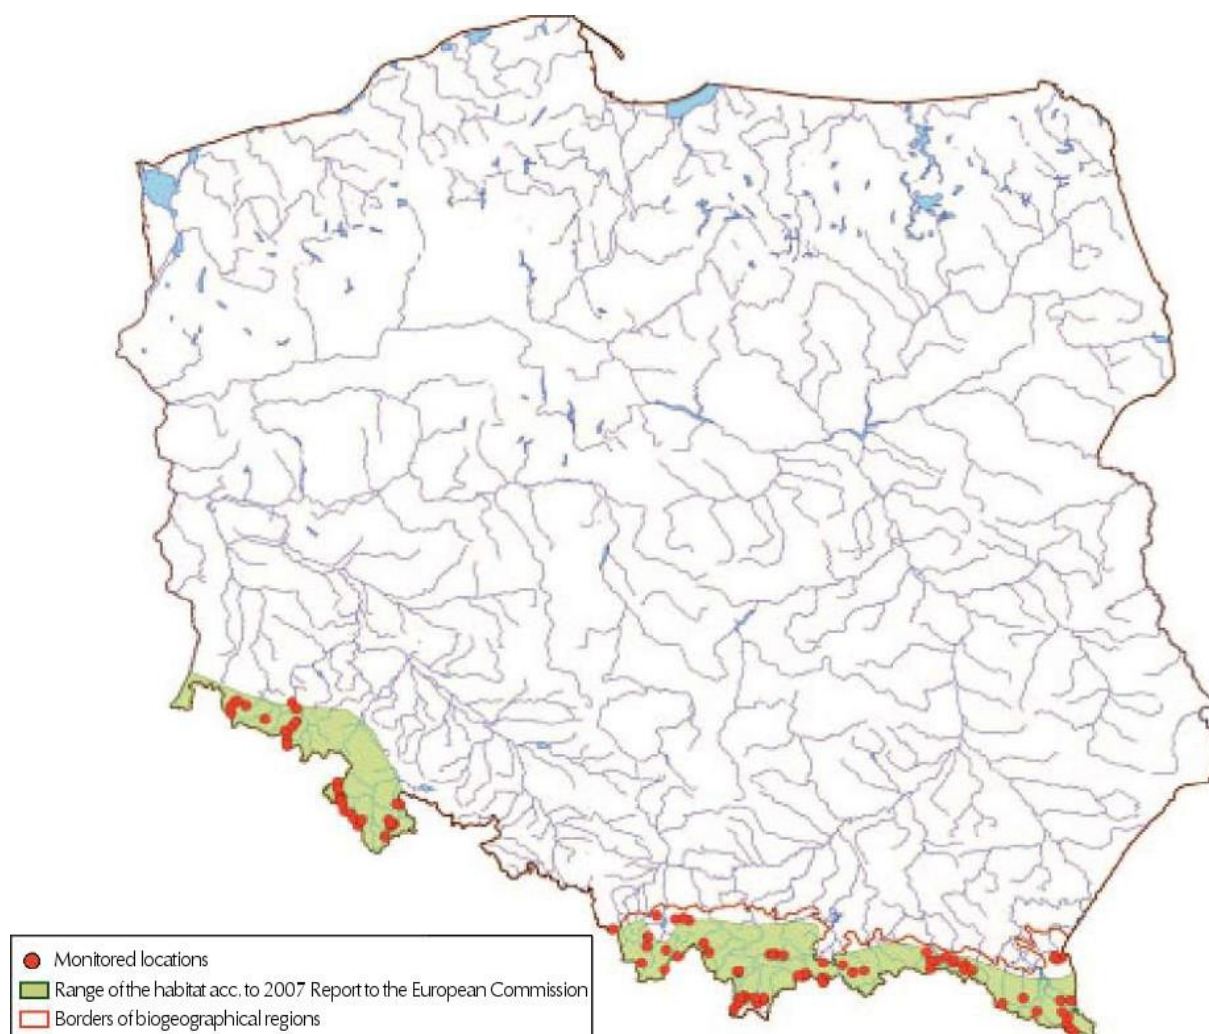 Monitored locations
Range of the habitat acc. to 2007 Report to the European Commission
Borders of biogeographical regions